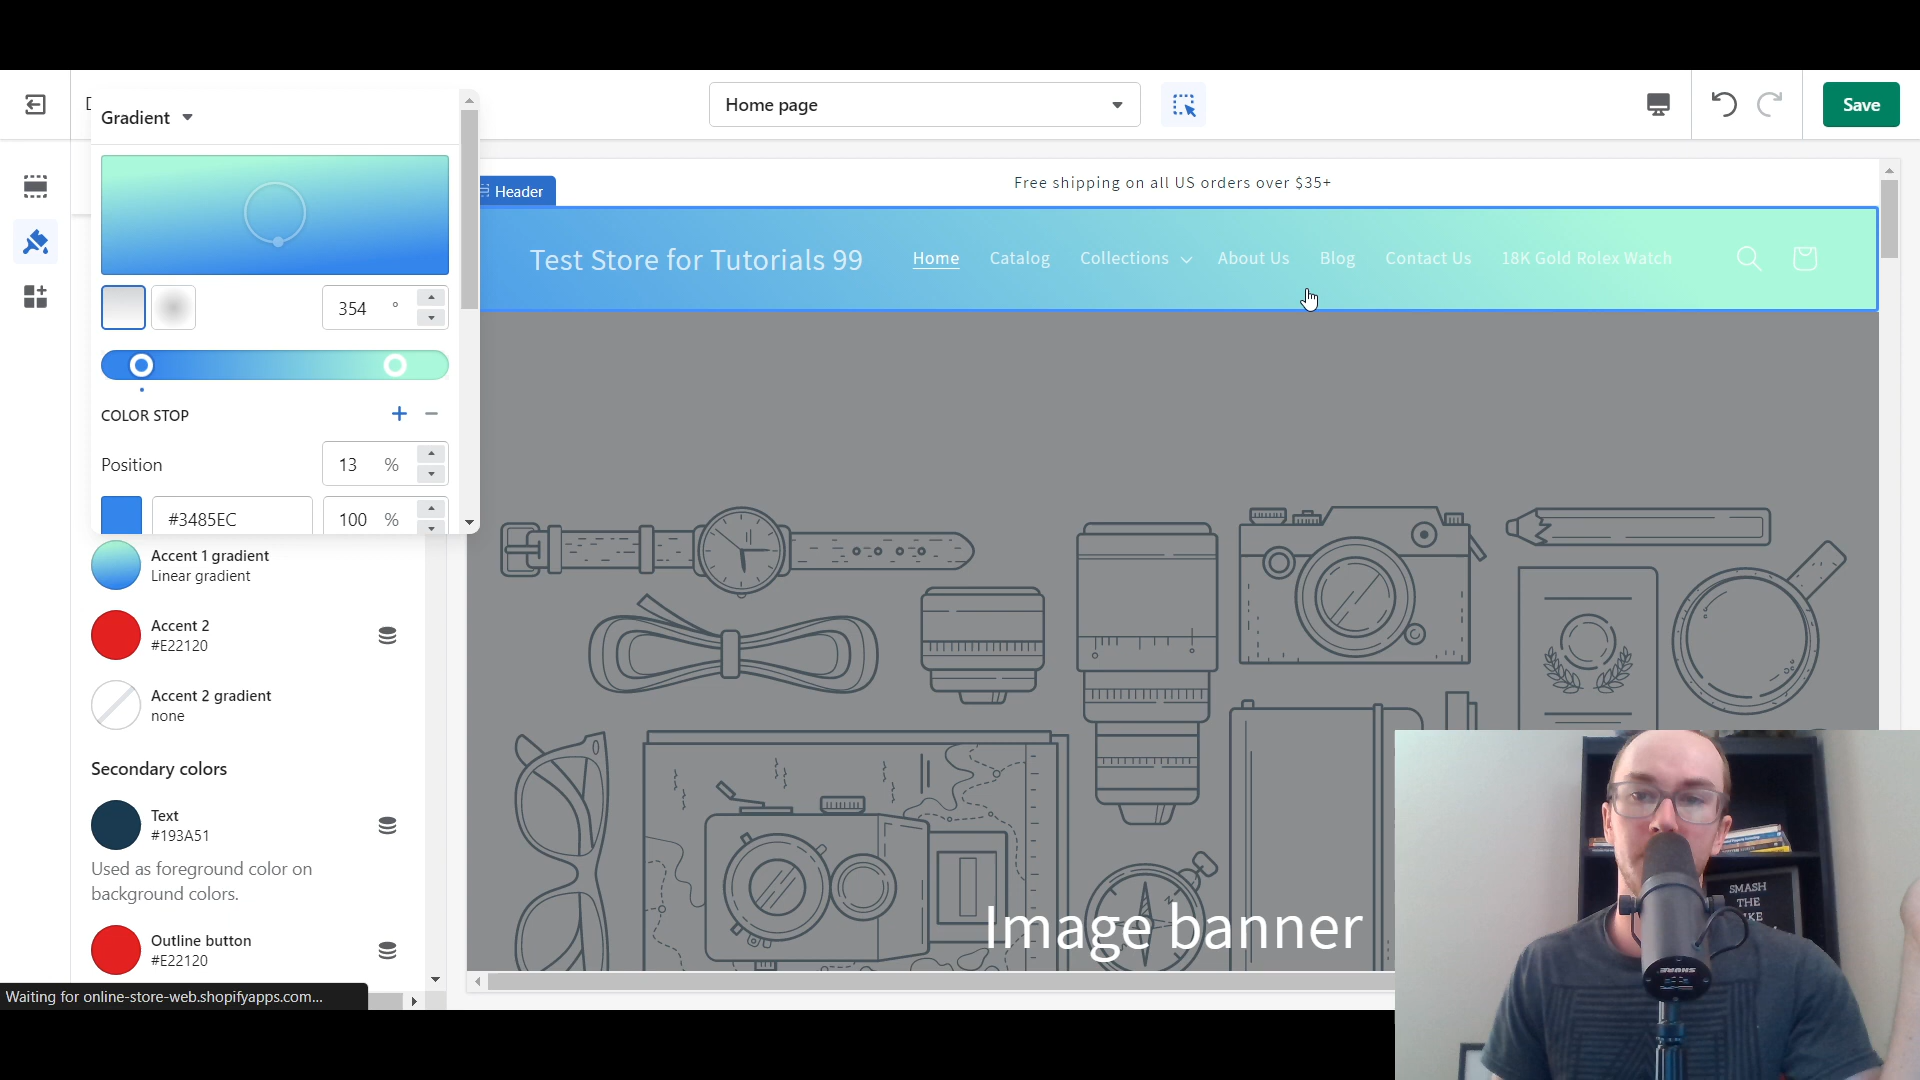 Gradient
Home page
Save
Free shipping on all US orders over $35+
Header
Test Store for Tutorials 99
Home
Catalog
Collections
About Us
Blog
Contact Us
18K Gold Rolex Watch
354 °
COLOR STOP
Position
13 %
#3485EC
100 %
Accent 1 gradient
Linear gradient
Accent 2
#E22120
Accent 2 gradient
none
Secondary colors
Text
#193A51
Used as foreground color on
background colors.
Outline button
#E22120
Image banner
Waiting for online-store-web.shopifyapps.com...
SMASH
THE
SHURE